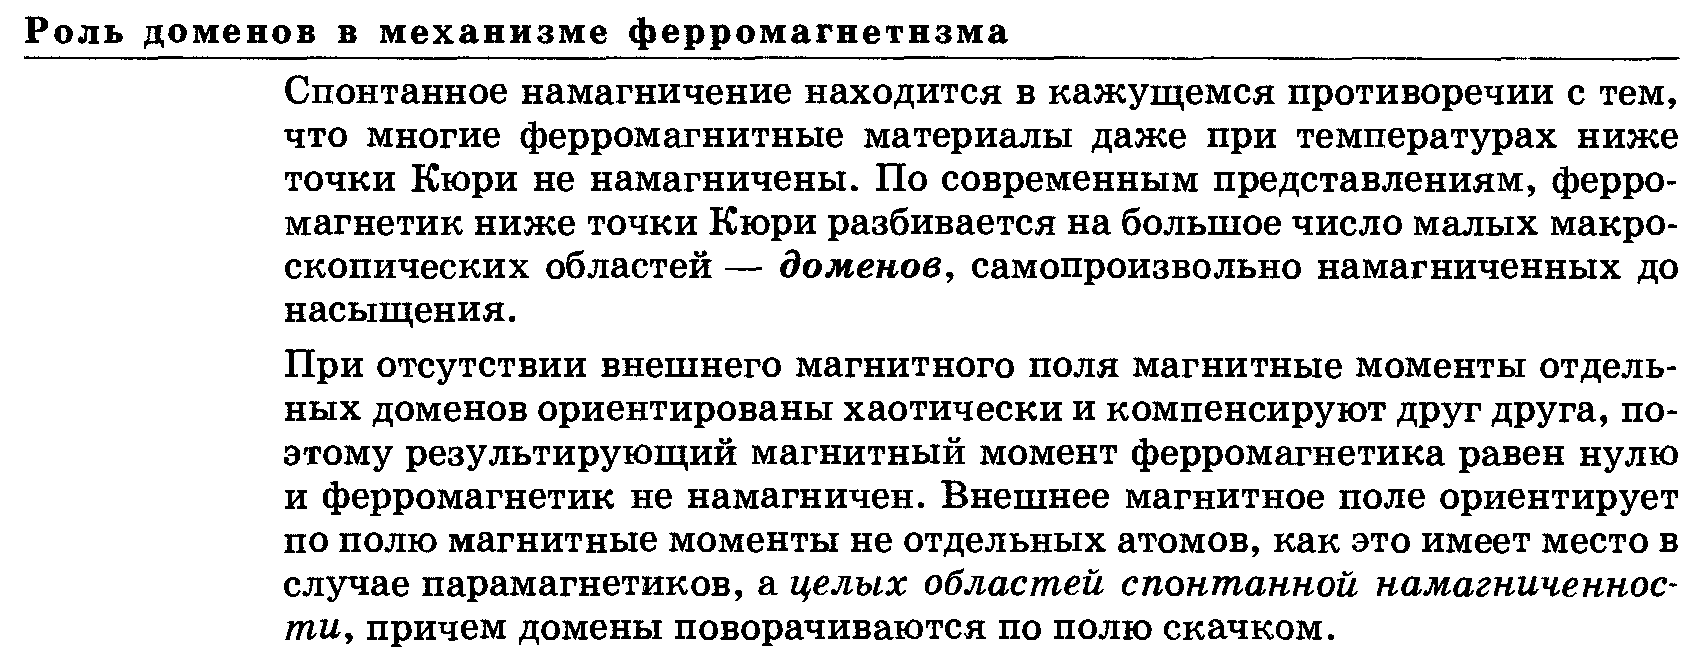 Роль доменов в механизме ферромагнетизма
Спонтанное намагничение находится в кажущемся противоречии с тем,
что многие ферромагнитные материалы даже при температурах ниже
точки Кюри не намагничены. По современным представлениям, ферро-
магнетик ниже точки Кюри разбивается на большое число малых макро-
скопических областей — доменов, самопроизвольно намагниченных до
насыщения.
При отсутствии внешнего магнитного поля магнитные моменты отдель-
ных доменов ориентированы хаотически и компенсируют друг друга, по-
этому результирующий магнитный момент ферромагнетика равен нулю
и ферромагнетик не намагничен. Внешнее магнитное поле ориентирует
по полю магнитные моменты не отдельных атомов, как это имеет место в
случае парамагнетиков, а целых областей спонтанной намагниченнос-
ти, причем домены поворачиваются по полю скачком.